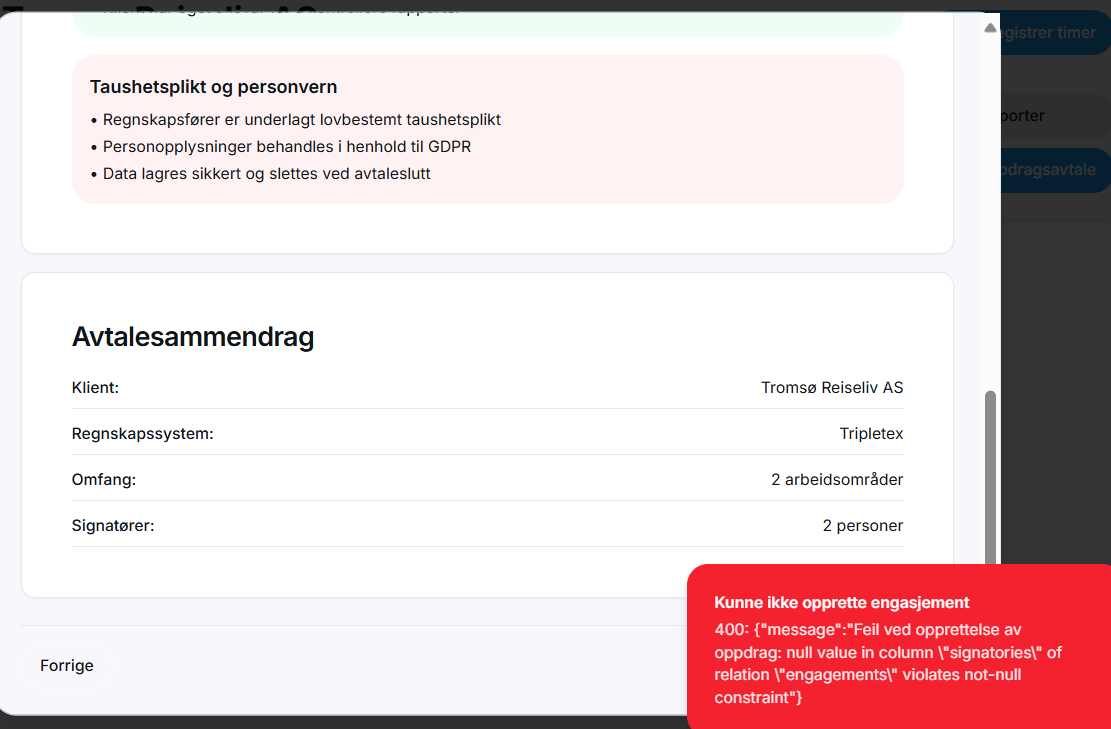 egistrer timer
porter
odragsavtale
Taushetsplikt og personvern
• Regnskapsfører er underlagt lovbestemt taushetsplikt
• Personopplysninger behandles i henhold til GDPR
• Data lagres sikkert og slettes ved avtaleslutt
Avtalesammendrag
Klient: Tromsø Reiseliv AS
Regnskapssystem: Tripletex
Omfang: 2 arbeidsområder
Signatører: 2 personer
Forrige
Kunne ikke opprette engasjement
400: {"message":"Feil ved opprettelse av
oppdrag: null value in column \"signatories\" of
relation \"engagements\" violates not-null
constraint"}